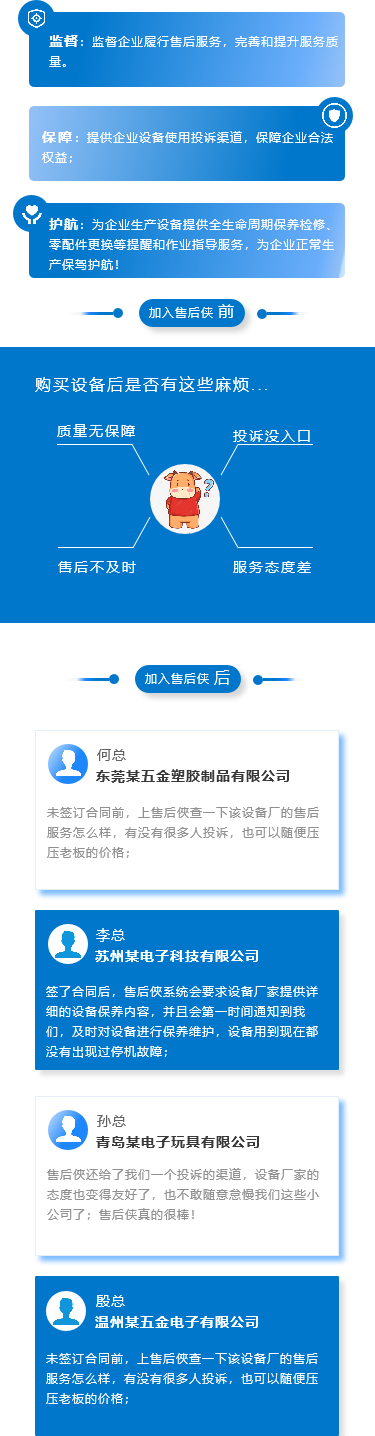 监督：监督企业履行售后服务，完善和提升服务质
量。
保障：提供企业设备使用投诉渠道，保障企业合法
权益；
护航：为企业生产设备提供全生命周期保养检修、
零配件更换等提醒和作业指导服务，为企业正常生
产保驾护航！
加入售后侠 前
购买设备后是否有这些麻烦...
质量无保障
投诉没入口
?
售后不及时
服务态度差
加入售后侠 后
何总
东莞某五金塑胶制品有限公司
未签订合同前，上售后俠查一下该设备厂的售后
服务怎么样，有没有很多人投诉，也可以随便压
压老板的价格；
李总
苏州某电子科技有限公司
签了合同后，售后俠系统会要求设备厂家提供详
细的设备保养内容，并且会第一时间通知到我
们，及时对设备进行保养维护，设备用到现在都
没有出现过停机故障；
孙总
青岛某电子玩具有限公司
售后俠还给了我们一个投诉的渠道，设备厂家的
态度也变得友好了，也不敢随意怠慢我们这些小
公司了；售后侠真的很棒！
殷总
温州某五金电子有限公司
未签订合同前，上售后俠查一下该设备厂的售后
服务怎么样，有没有很多人投诉，也可以随便压
压老板的价格；